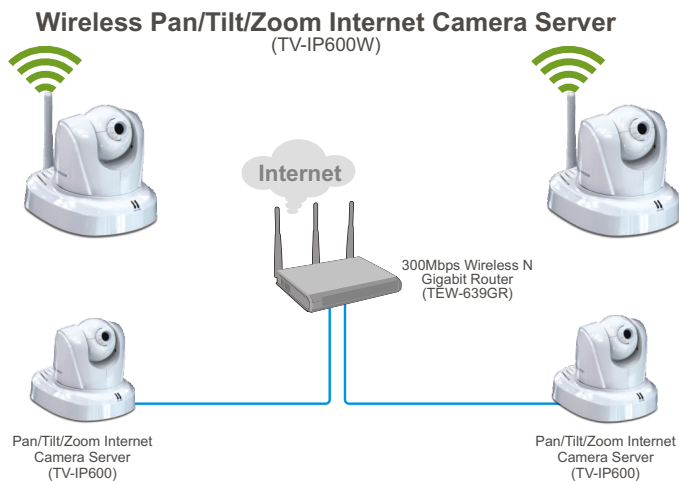 Wireless Pan/Tilt/Zoom Internet Camera Server
(TV-IP600W)
Internet
300Mbps Wireless N
Gigabit Router
(TEW-639GR)
Pan/Tilt/Zoom Internet
Camera Server
(TV-IP600)
Pan/Tilt/Zoom Internet
Camera Server
(TV-IP600)